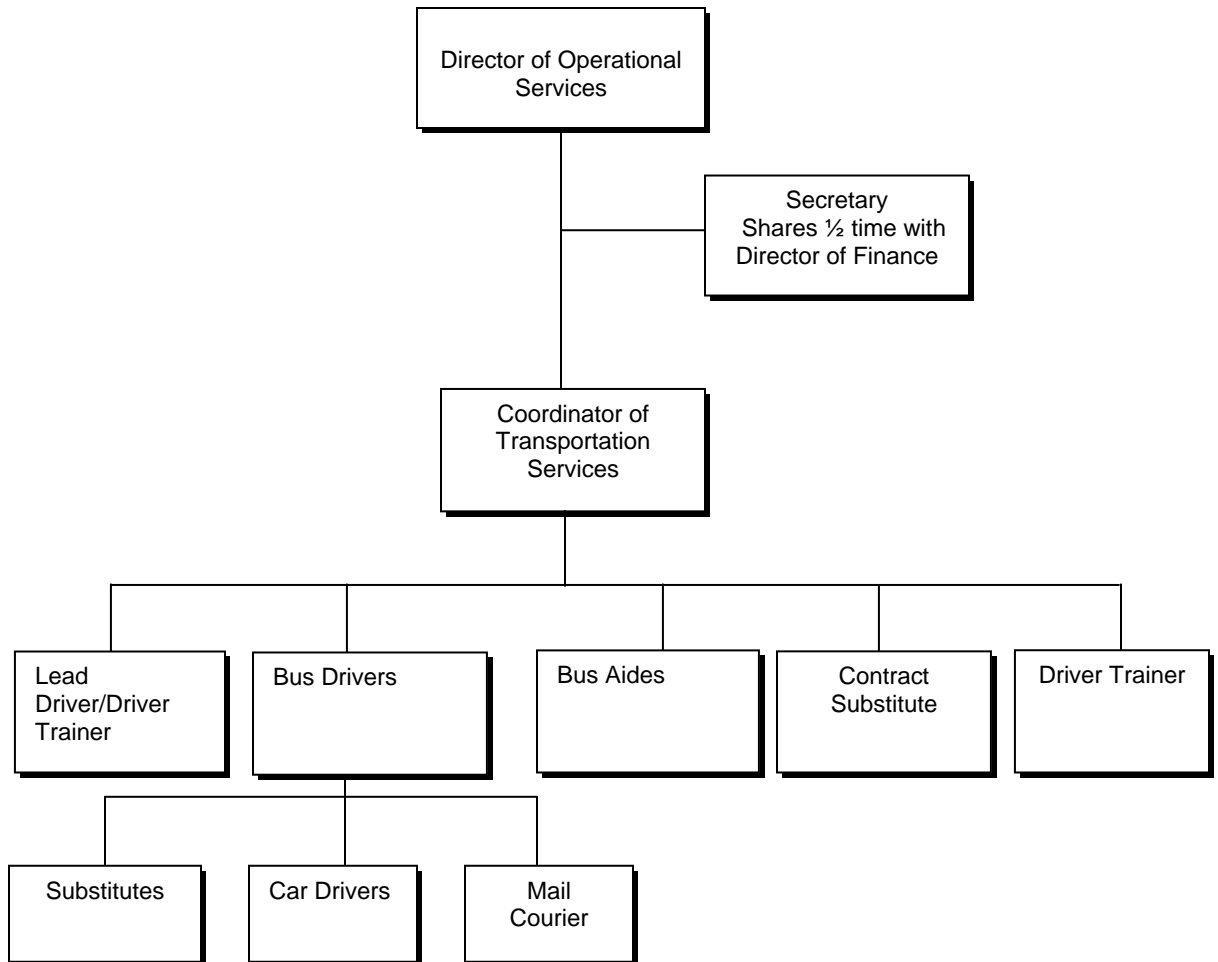 Director of Operational
Services
Secretary
Shares ½ time with
Director of Finance
Coordinator of
Transportation
Services
Lead
Driver/Driver
Trainer
Bus Drivers
Bus Aides
Contract
Substitute
Driver Trainer
Substitutes
Car Drivers
Mail
Courier